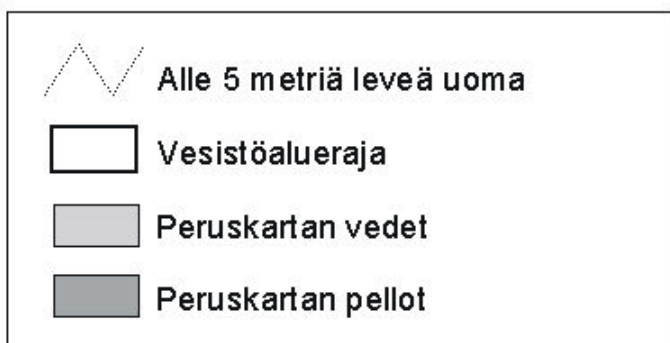 Alle 5 metriä leveä uoma
Vesistöalueraja
Peruskartan vedet
Peruskartan pellot